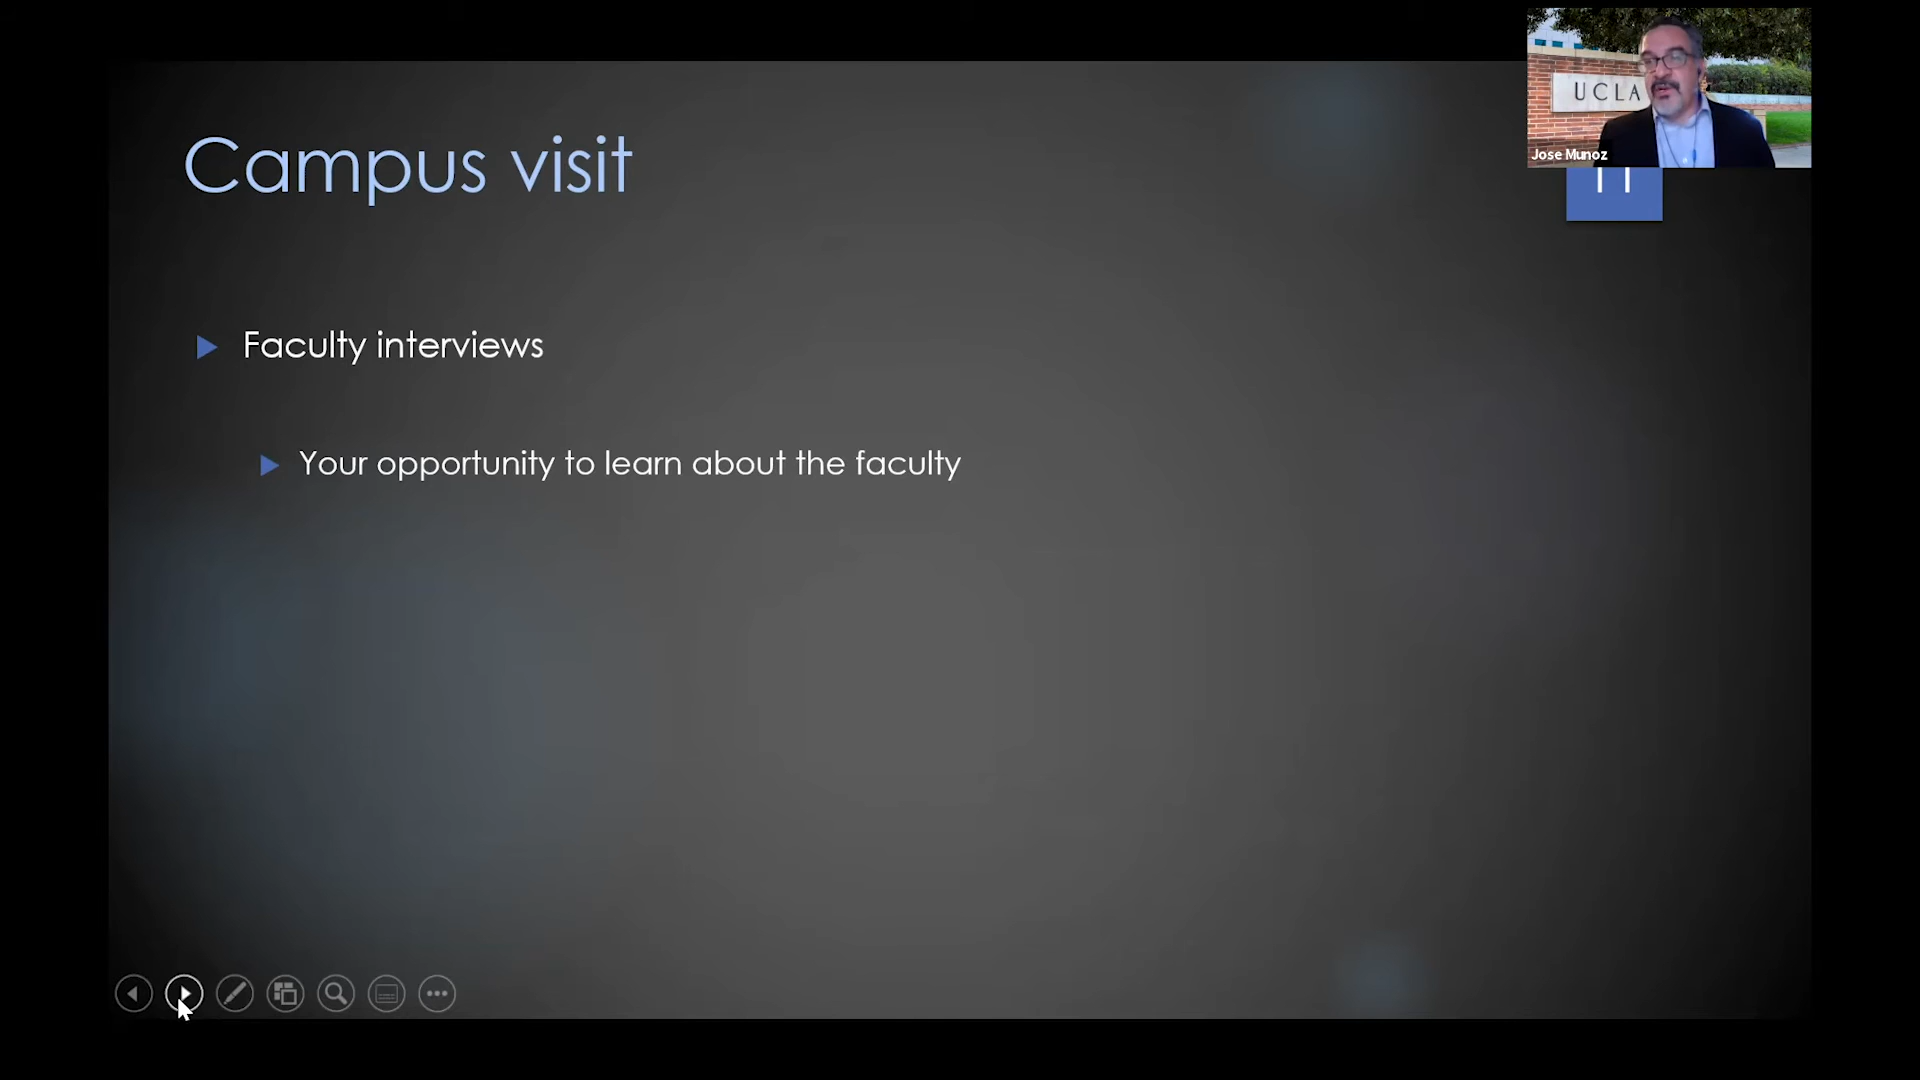 Campus visit
UCLA
Jose Munoz
Faculty interviews
Your opportunity to learn about the faculty